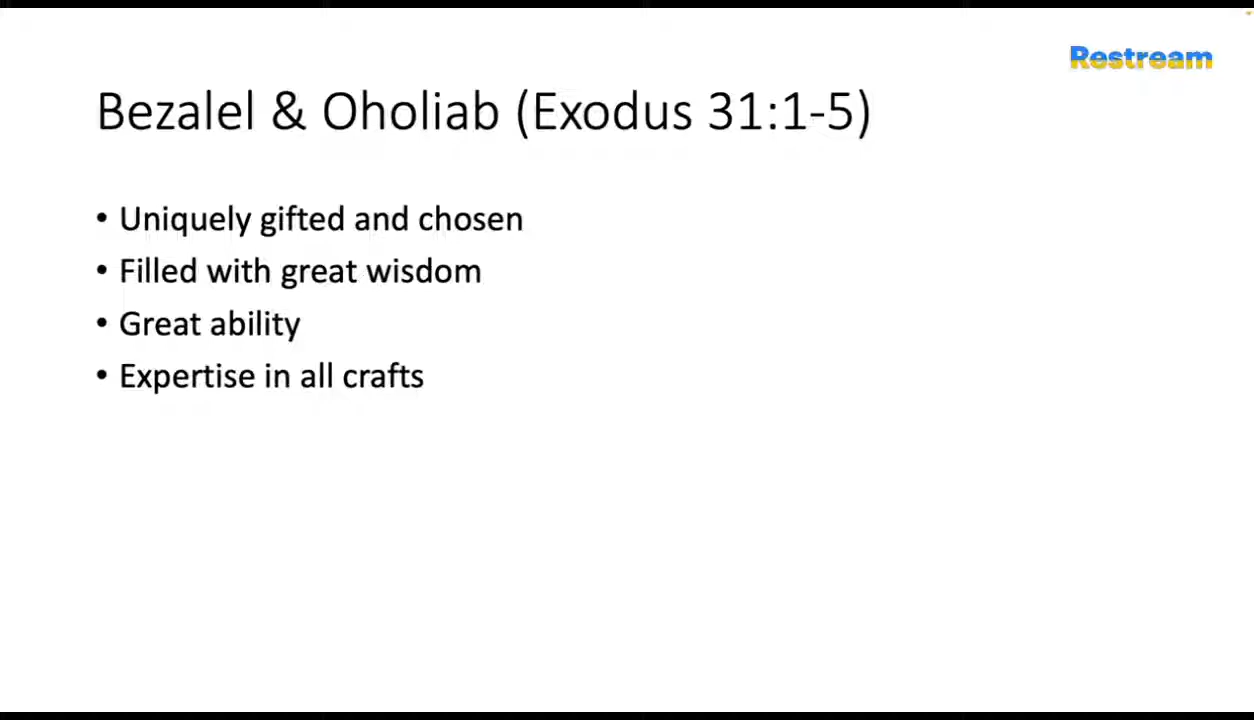 Restream
Bezalel & Oholiab (Exodus 31:1-5)
• Uniquely gifted and chosen
• Filled with great wisdom
• Great ability
• Expertise in all crafts